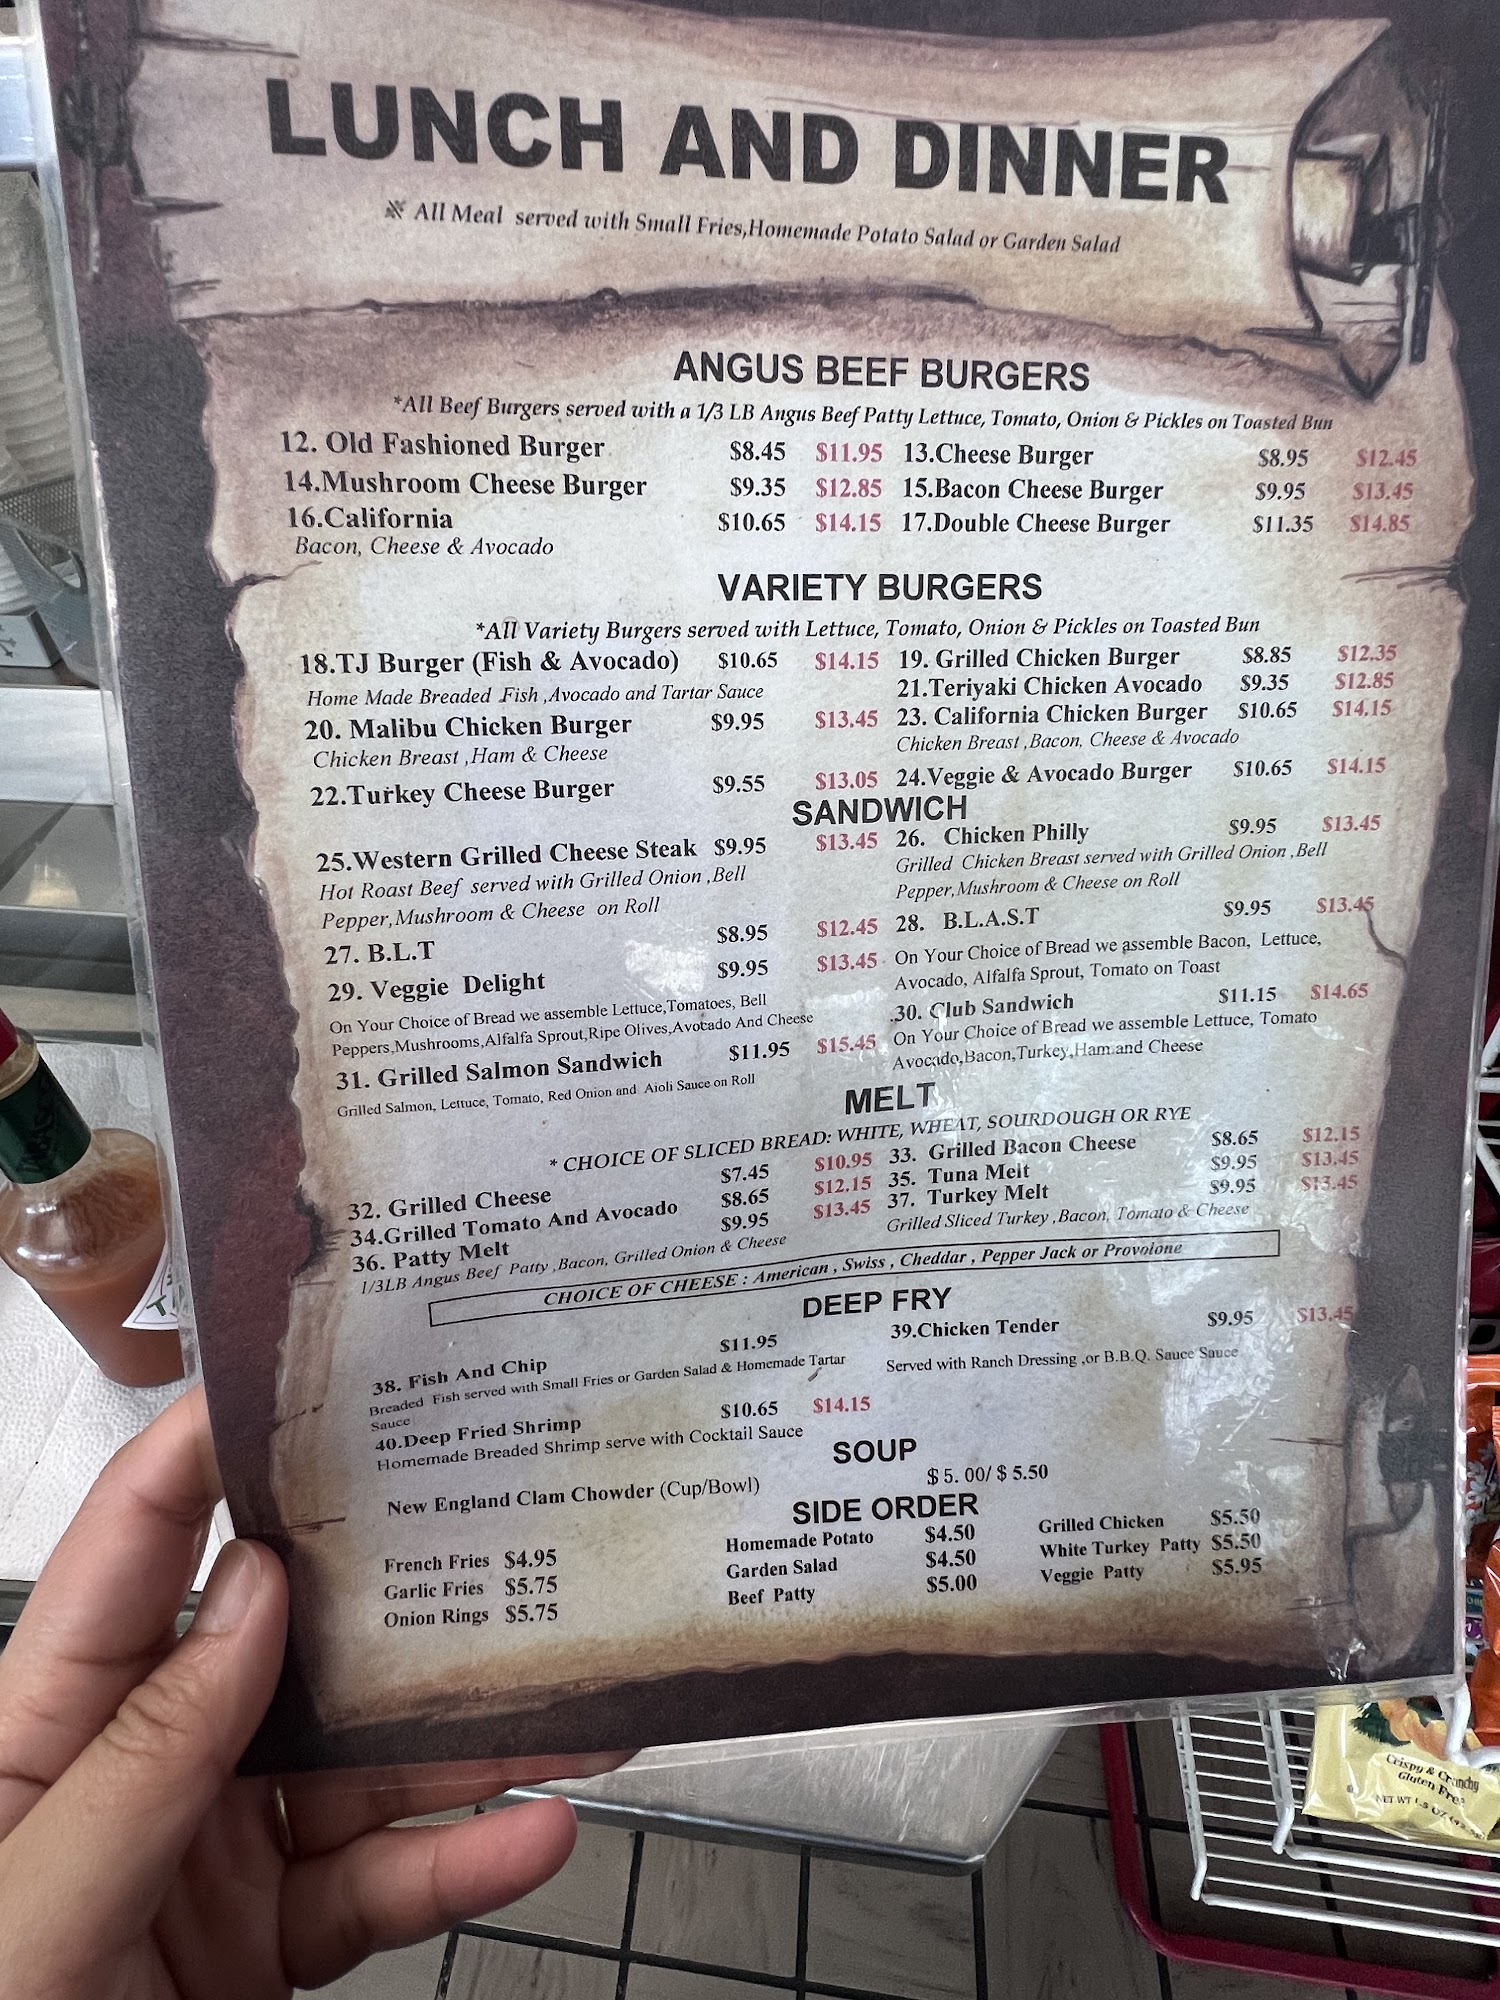 LUNCH AND DINNER
※ All Meal served with Small Fries,Homemade Potato Salad or Garden Salad
ANGUS BEEF BURGERS
*All Beef Burgers served with a 1/3 LB Angus Beef Patty Lettuce, Tomato, Onion & Pickles on Toasted Bun
12. Old Fashioned Burger $8.45 $11.95 13.Cheese Burger $8.95 $12.45
14.Mushroom Cheese Burger $9.35 $12.85 15.Bacon Cheese Burger $9.95 $13.45
16.California $10.65 $14.15 17.Double Cheese Burger $11.35 $14.85
Bacon, Cheese & Avocado
VARIETY BURGERS
*All Variety Burgers served with Lettuce, Tomato, Onion & Pickles on Toasted Bun
18.TJ Burger (Fish & Avocado) $10.65 $14.15 19. Grilled Chicken Burger $8.85 $12.35
Home Made Breaded Fish ,Avocado and Tartar Sauce 21.Teriyaki Chicken Avocado $9.35 $12.85
20. Malibu Chicken Burger $9.95 $13.45 23. California Chicken Burger $10.65 $14.15
Chicken Breast ,Ham & Cheese Chicken Breast ,Bacon, Cheese & Avocado
22.Turkey Cheese Burger $9.55 $13.05 24.Veggie & Avocado Burger $10.65 $14.15
SANDWICH
25.Western Grilled Cheese Steak $9.95 $13.45 26. Chicken Philly $9.95 $13.45
Hot Roast Beef served with Grilled Onion ,Bell Grilled Chicken Breast served with Grilled Onion ,Bell
Pepper,Mushroom & Cheese on Roll Pepper,Mushroom & Cheese on Roll
27. B.L.T $8.95 $12.45 28. B.L.A.S.T $9.95 $13.45
29. Veggie Delight $9.95 $13.45 On Your Choice of Bread we assemble Bacon, Lettuce,
Avocado, Alfalfa Sprout, Tomato on Toast
On Your Choice of Bread we assemble Lettuce,Tomatoes, Bell 30. Club Sandwich $11.15 $14.65
Peppers,Mushrooms,Alfalfa Sprout,Ripe Olives,Avocado And Cheese On Your Choice of Bread we assemble Lettuce, Tomato
31. Grilled Salmon Sandwich $11.95 $15.45 Avocado,Bacon,Turkey,Ham and Cheese
Grilled Salmon, Lettuce, Tomato, Red Onion and Aioli Sauce on Roll
MELT
* CHOICE OF SLICED BREAD: WHITE, WHEAT, SOURDOUGH OR RYE
32. Grilled Cheese $7.45 $10.95 33. Grilled Bacon Cheese $8.65 $12.15
34.Grilled Tomato And Avocado $8.65 $12.15 35. Tuna Melt $9.95 $13.45
36. Patty Melt $9.95 $13.45 37. Turkey Melt $9.95 $13.45
1/3LB Angus Beef Patty ,Bacon, Grilled Onion & Cheese Grilled Sliced Turkey ,Bacon, Tomato & Cheese
CHOICE OF CHEESE : American , Swiss , Cheddar , Pepper Jack or Provolone
DEEP FRY
38. Fish And Chip $11.95 39.Chicken Tender $9.95 $13.45
Breaded Fish served with Small Fries or Garden Salad & Homemade Tartar Served with Ranch Dressing ,or B.B.Q. Sauce Sauce
Sauce
40.Deep Fried Shrimp $10.65 $14.15
Homemade Breaded Shrimp serve with Cocktail Sauce
SOUP
New England Clam Chowder (Cup/Bowl) $ 5. 00/ $ 5.50
SIDE ORDER
French Fries $4.95 Homemade Potato $4.50 Grilled Chicken $5.50
Garlic Fries $5.75 Garden Salad $4.50 White Turkey Patty $5.50
Onion Rings $5.75 Beef Patty $5.00 Veggie Patty $5.95
Crispy & Crunchy
Gluten Free